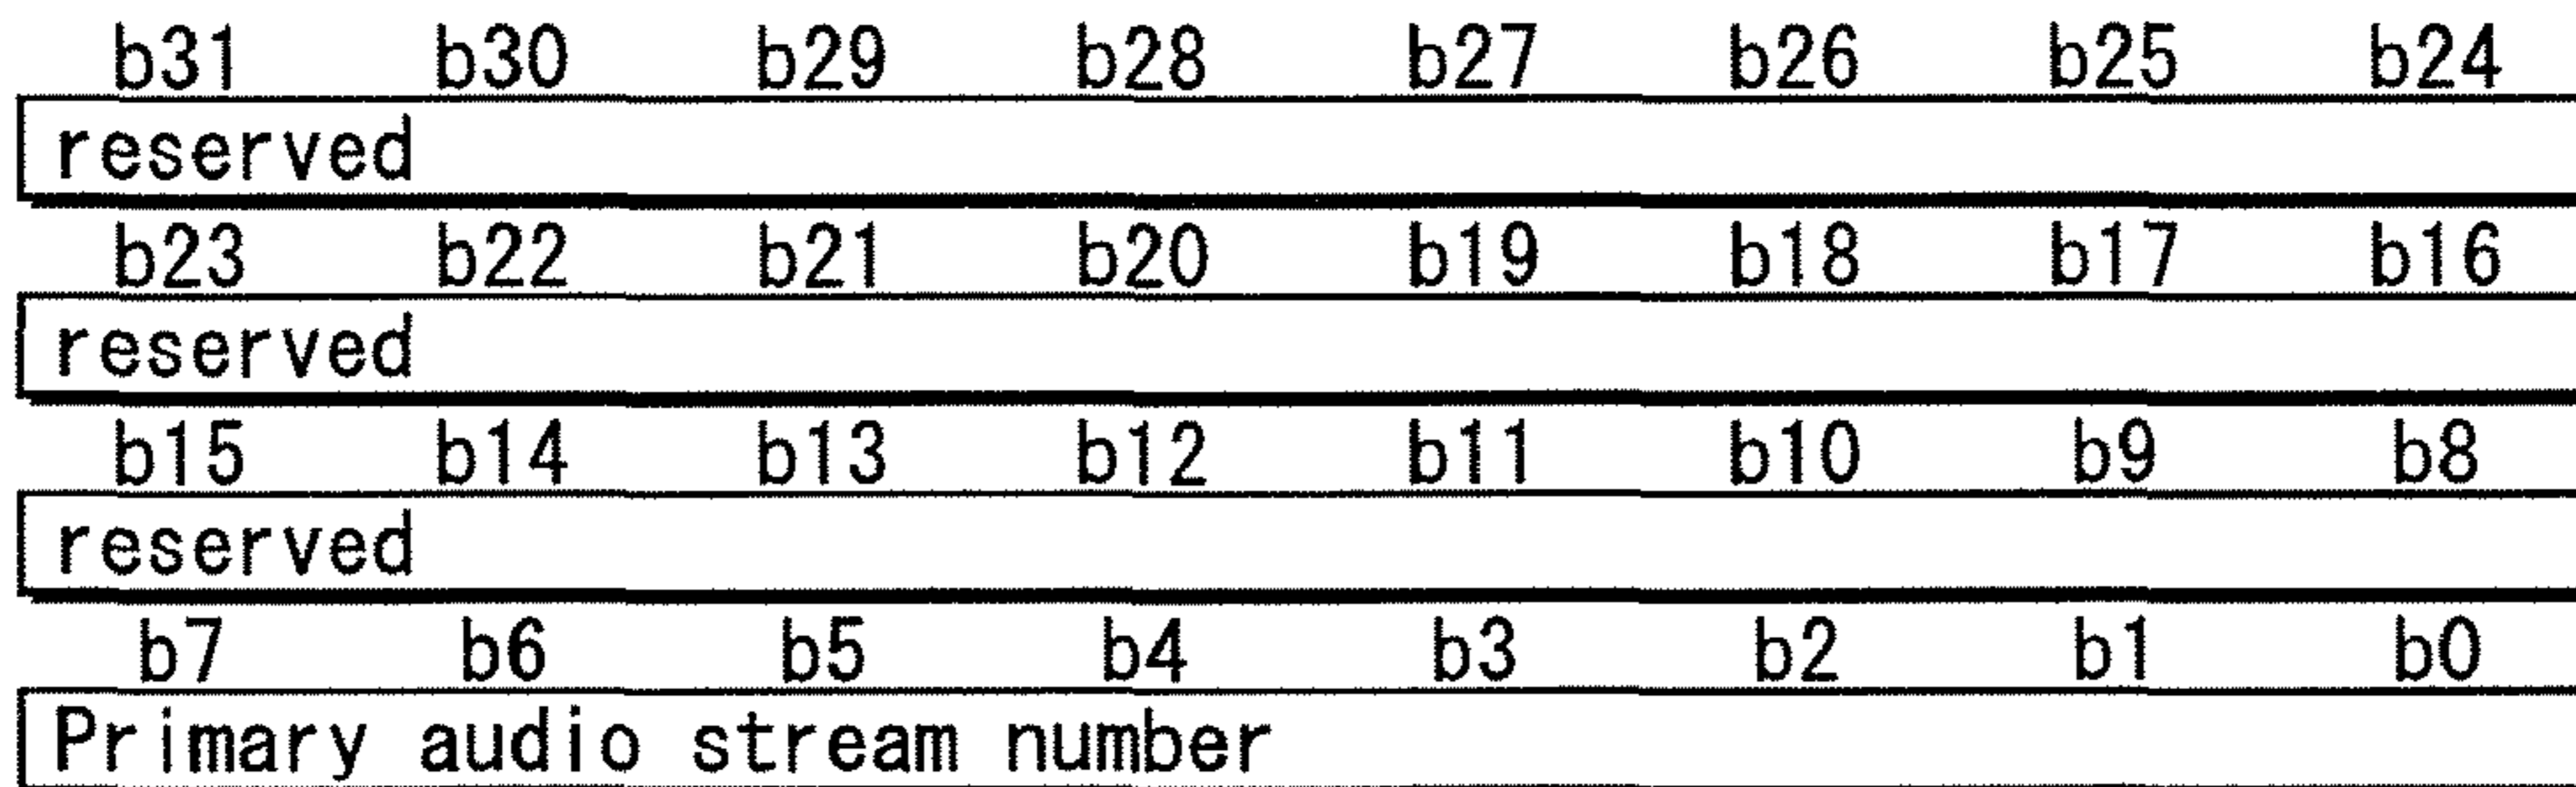 b31 b30 b29 b28 b27 b26 b25 b24
reserved
b23 b22 b21 b20 b19 b18 b17 b16
reserved
b15 b14 b13 b12 b11 b10 b9 b8
reserved
b7 b6 b5 b4 b3 b2 b1 b0
Primary audio stream number